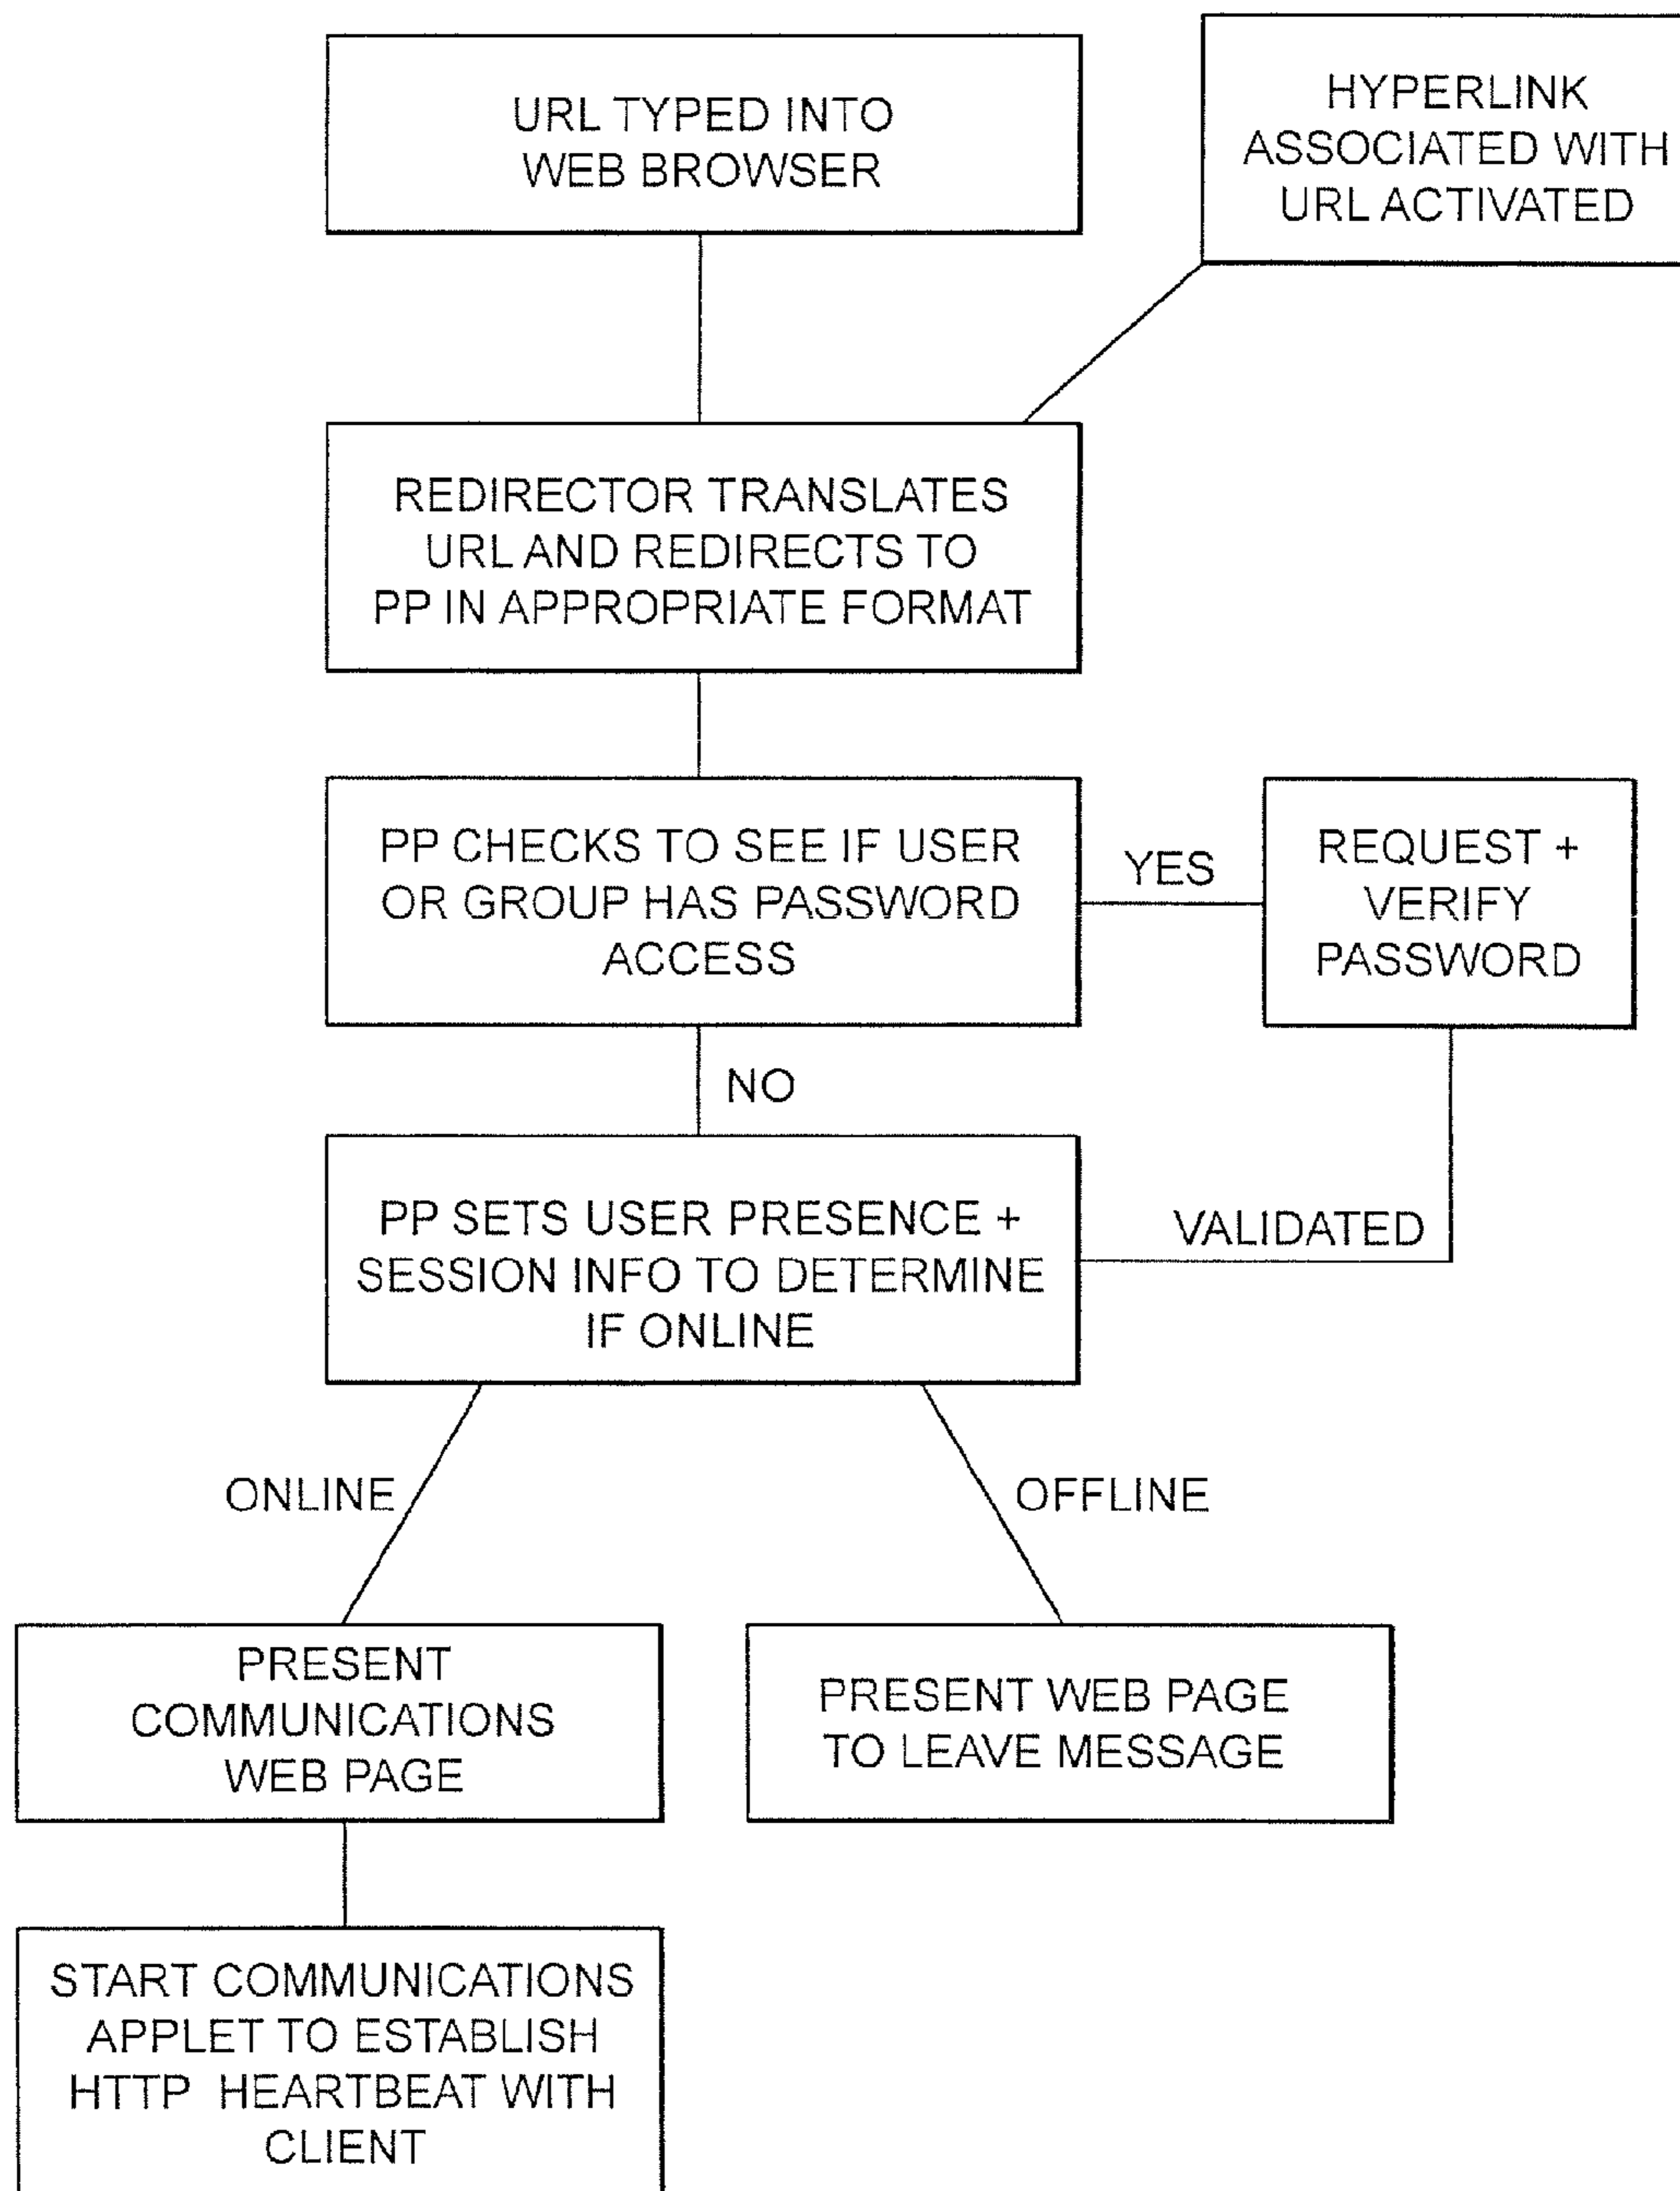 URL TYPED INTO
WEB BROWSER
HYPERLINK
ASSOCIATED WITH
URL ACTIVATED
REDIRECTOR TRANSLATES
URL AND REDIRECTS TO
PP IN APPROPRIATE FORMAT
PP CHECKS TO SEE IF USER
OR GROUP HAS PASSWORD
ACCESS
YES
REQUEST +
VERIFY
PASSWORD
NO
PP SETS USER PRESENCE +
SESSION INFO TO DETERMINE
IF ONLINE
VALIDATED
ONLINE
OFFLINE
PRESENT
COMMUNICATIONS
WEB PAGE
PRESENT WEB PAGE
TO LEAVE MESSAGE
START COMMUNICATIONS
APPLET TO ESTABLISH
HTTP HEARTBEAT WITH
CLIENT